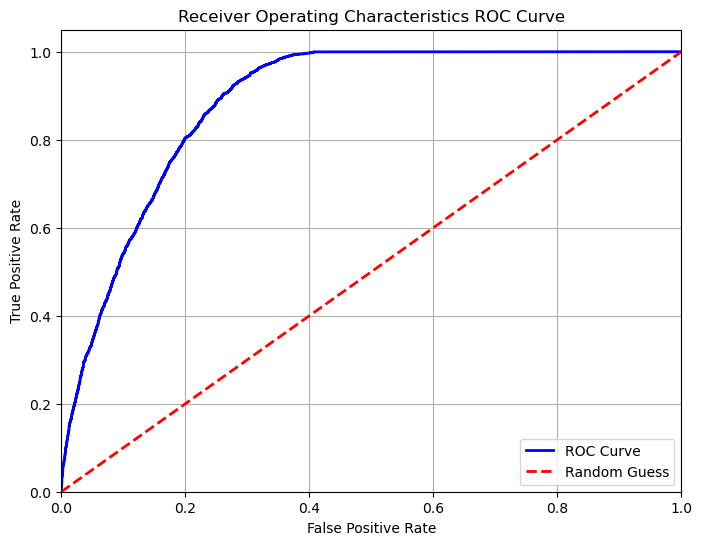 Receiver Operating Characteristics ROC Curve
True Positive Rate
1.0
0.8
0.6
0.4
0.2
0.0
0.0 0.2 0.4 0.6 0.8 1.0
False Positive Rate
ROC Curve
Random Guess